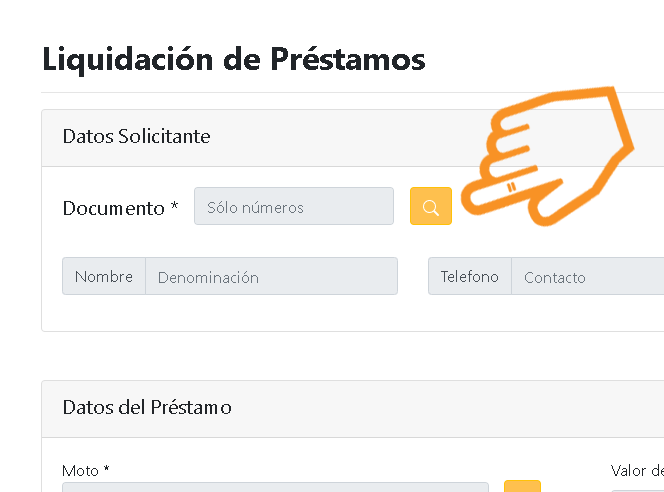 Liquidación de Préstamos
Datos Solicitante
Documento * Sólo números
Nombre Denominación Telefono Contacto
Datos del Préstamo
Moto * Valor de